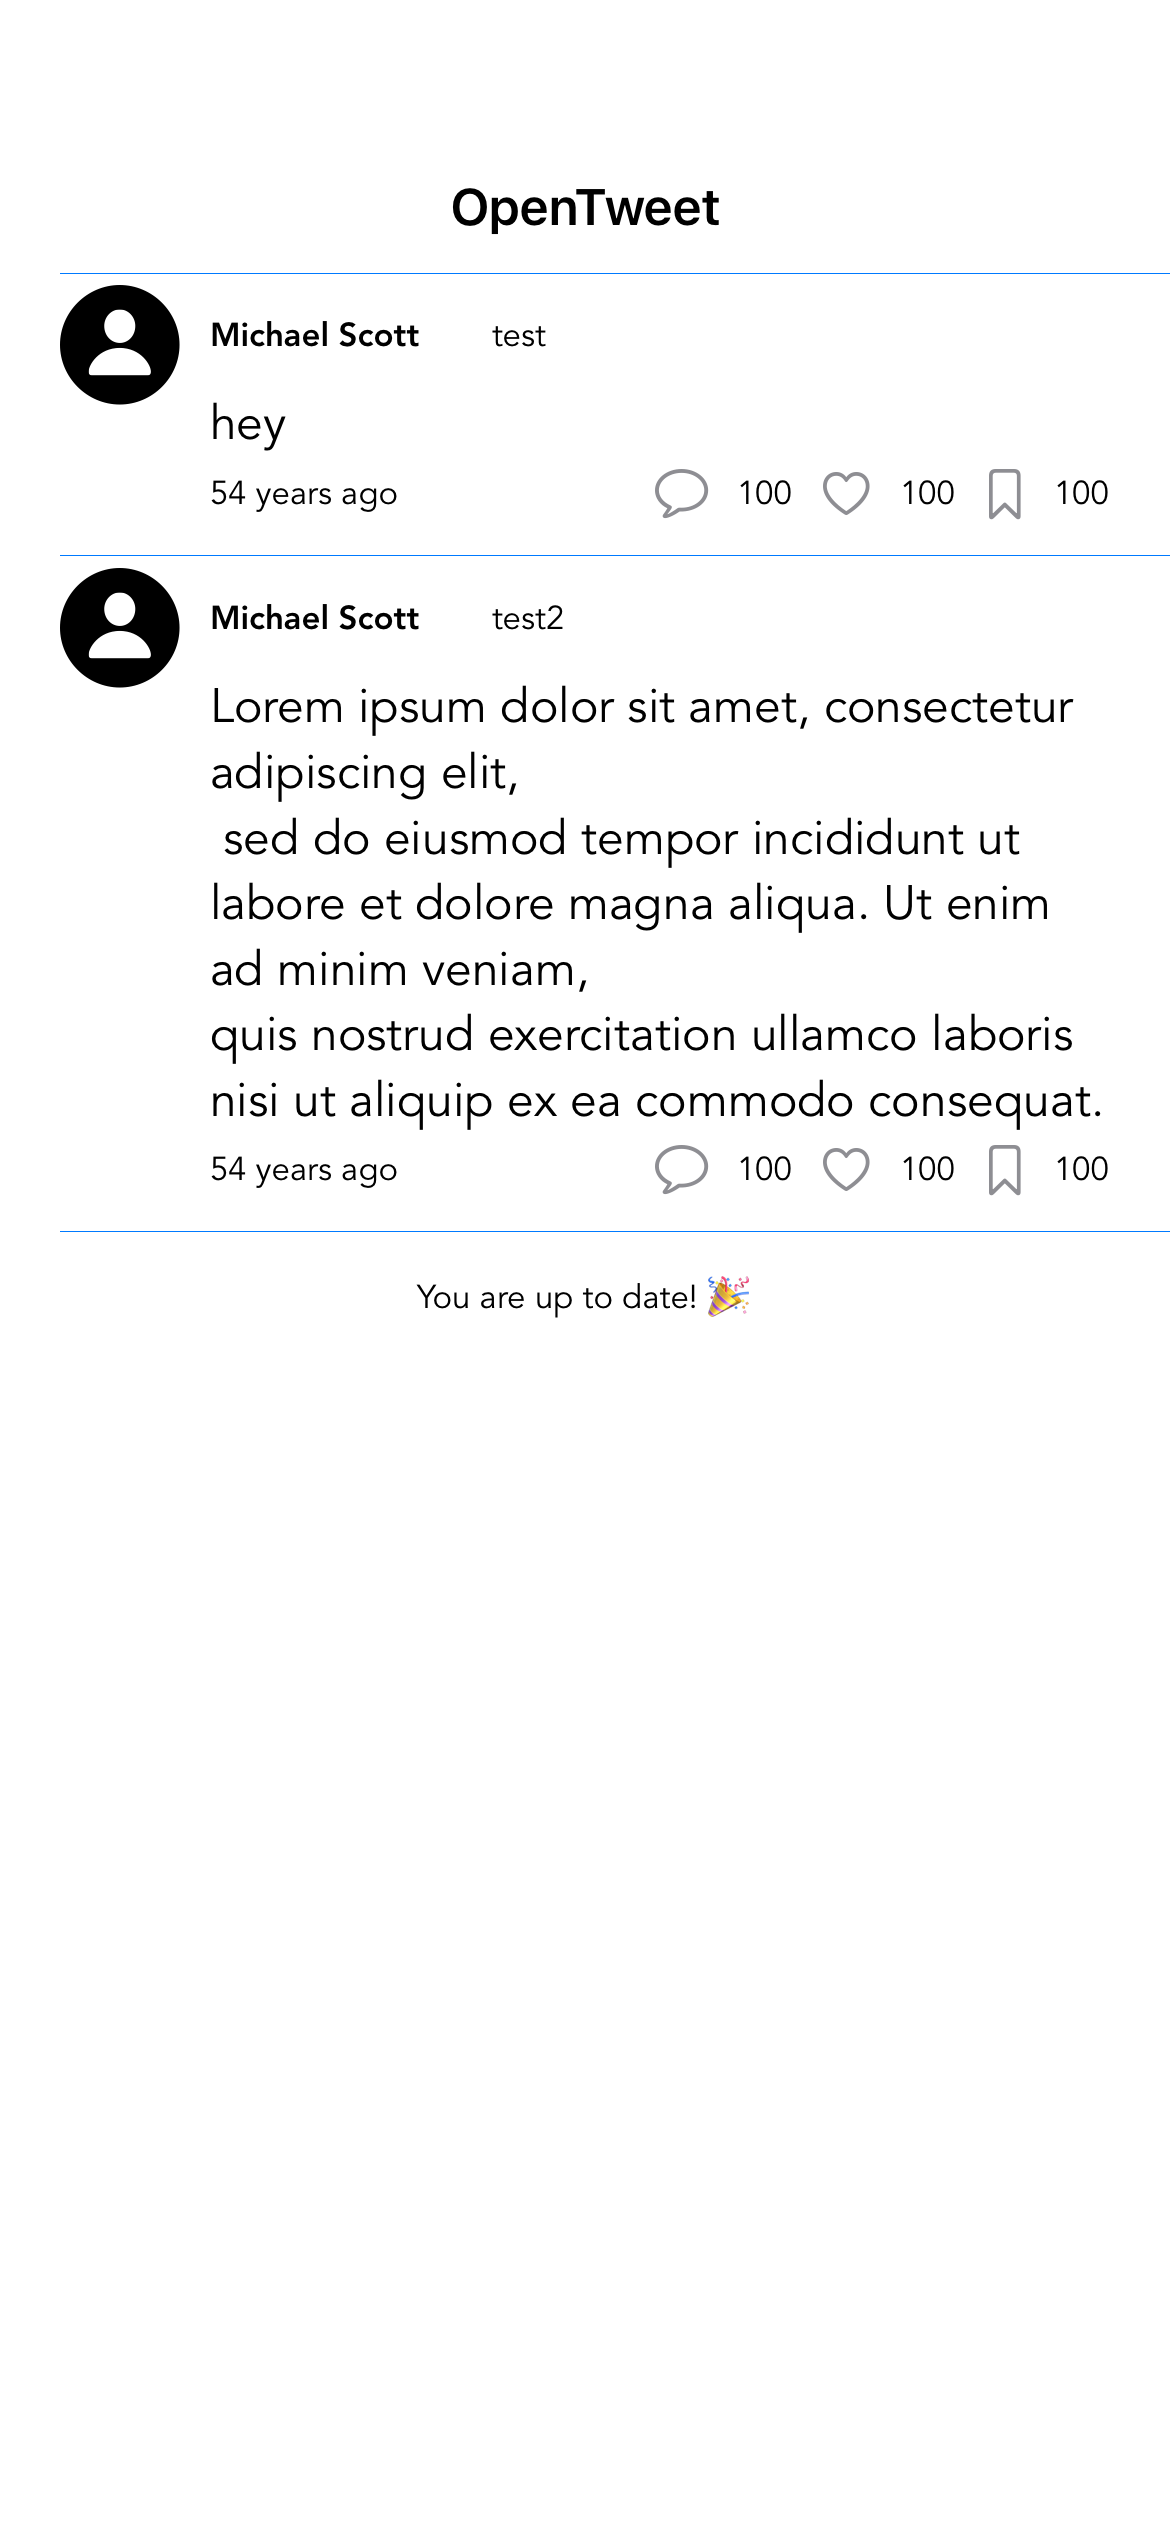 OpenTweet
Michael Scott test
hey
54 years ago 100 100 100
Michael Scott test2
Lorem ipsum dolor sit amet, consectetur
adipiscing elit,
sed do eiusmod tempor incididunt ut
labore et dolore magna aliqua. Ut enim
ad minim veniam,
quis nostrud exercitation ullamco laboris
nisi ut aliquip ex ea commodo consequat.
54 years ago 100 100 100
You are up to date! 🎉